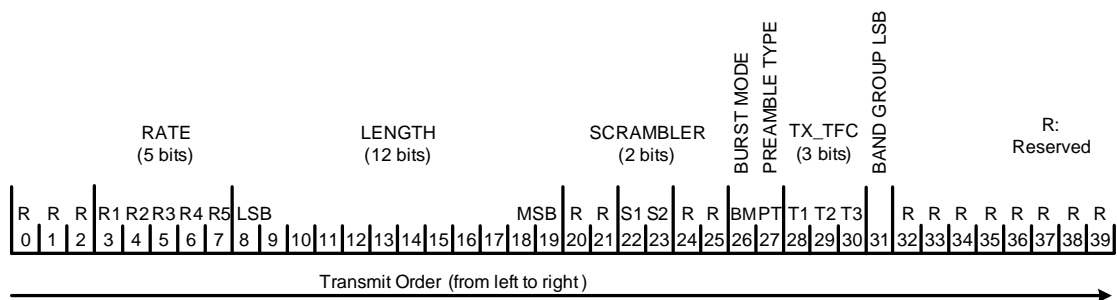 BURST MODE
PREAMBLE TYPE
BAND GROUP LSB
RATE
(5 bits)
LENGTH
(12 bits)
SCRAMBLER
(2 bits)
TX_TFC
(3 bits)
R:
Reserved
R R R R1 R2 R3 R4 R5 LSB MSB R R S1 S2 R R BM PT T1 T2 T3 R R R R R R R R
0 1 2 3 4 5 6 7 8 9 10 11 12 13 14 15 16 17 18 19 20 21 22 23 24 25 26 27 28 29 30 31 32 33 34 35 36 37 38 39
Transmit Order (from left to right)